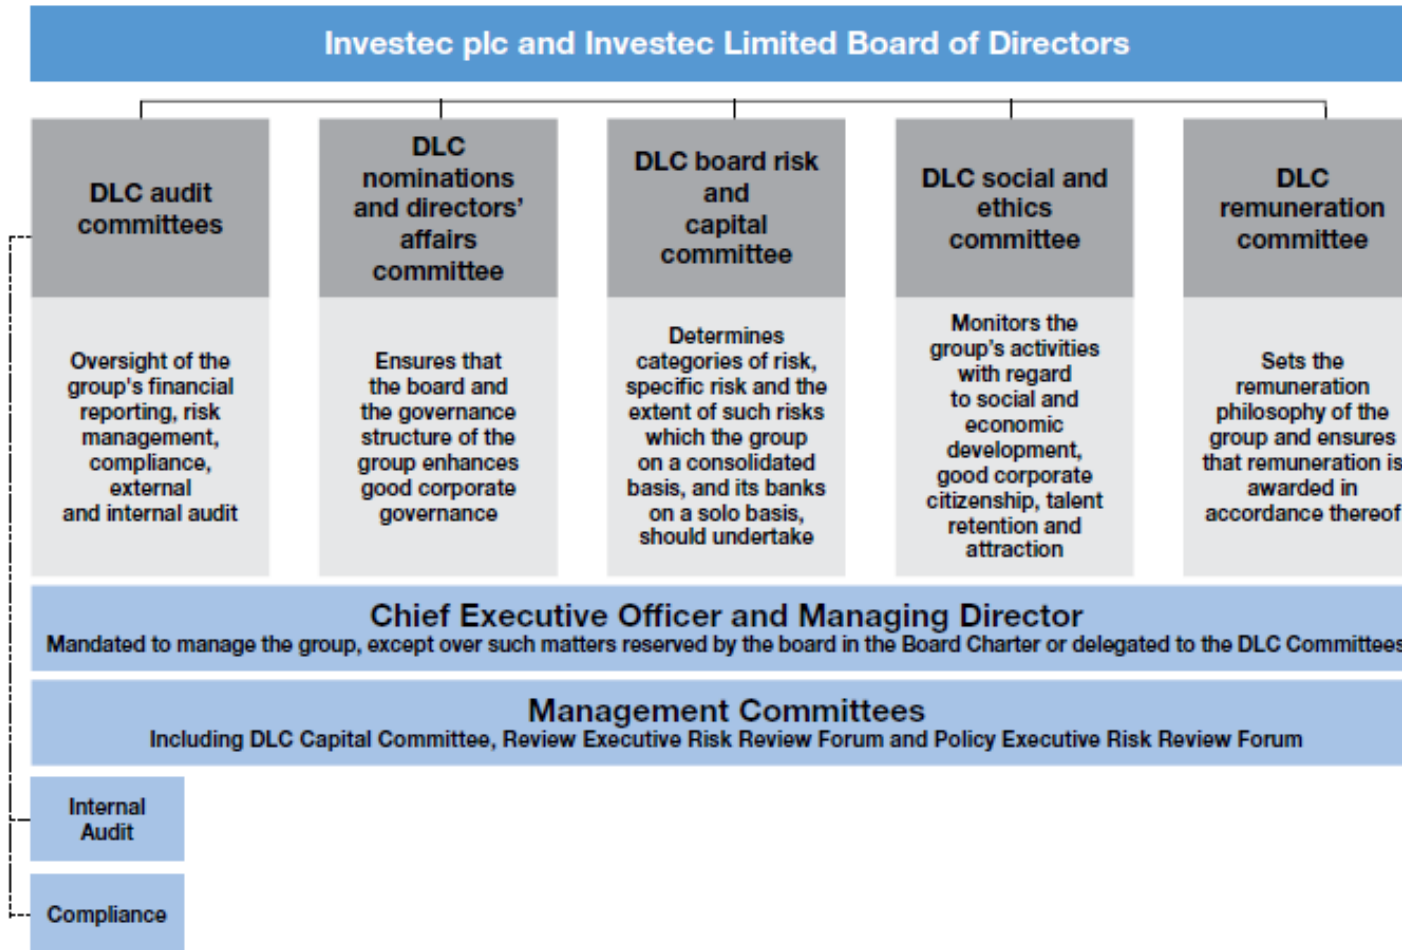 Investec plc and Investec Limited Board of Directors
DLC audit
committees
DLC
nominations
and directors’
affairs
committee
DLC board risk
and
capital
committee
DLC social and
ethics
committee
DLC
remuneration
committee
Oversight of the
group's financial
reporting, risk
management,
compliance,
external
and internal audit
Ensures that
the board and
the governance
structure of the
group enhances
good corporate
governance
Determines
categories of risk,
specific risk and the
extent of such risks
which the group
on a consolidated
basis, and its banks
on a solo basis,
should undertake
Monitors the
group’s activities
with regard
to social and
economic
development,
good corporate
citizenship, talent
retention and
attraction
Sets the
remuneration
philosophy of the
group and ensures
that remuneration is
awarded in
accordance thereof
Chief Executive Officer and Managing Director
Mandated to manage the group, except over such matters reserved by the board in the Board Charter or delegated to the DLC Committees
Management Committees
Including DLC Capital Committee, Review Executive Risk Review Forum and Policy Executive Risk Review Forum
Internal
Audit
Compliance